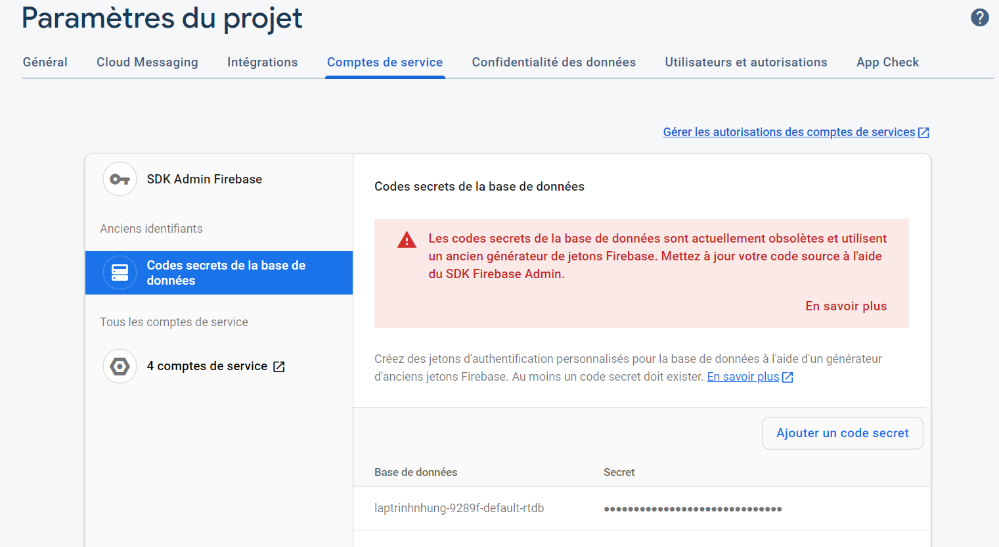 Paramètres du projet
Général
Cloud Messaging
Intégrations
Comptes de service
Confidentialité des données
Utilisateurs et autorisations
App Check
Gérer les autorisations des comptes de services
SDK Admin Firebase
Anciens identifiants
Codes secrets de la base de
données
Tous les comptes de service
4 comptes de service
Codes secrets de la base de données
Les codes secrets de la base de données sont actuellement obsolètes et utilisent
un ancien générateur de jetons Firebase. Mettez à jour votre code source à l'aide
du SDK Firebase Admin.
En savoir plus
Créez des jetons d'authentification personnalisés pour la base de données à l'aide d'un générateur
d'anciens jetons Firebase. Au moins un code secret doit exister. En savoir plus
Ajouter un code secret
Base de données
Secret
laptrinhnhung-9289f-default-rtdb
••••••••••••••••••••••••••••••